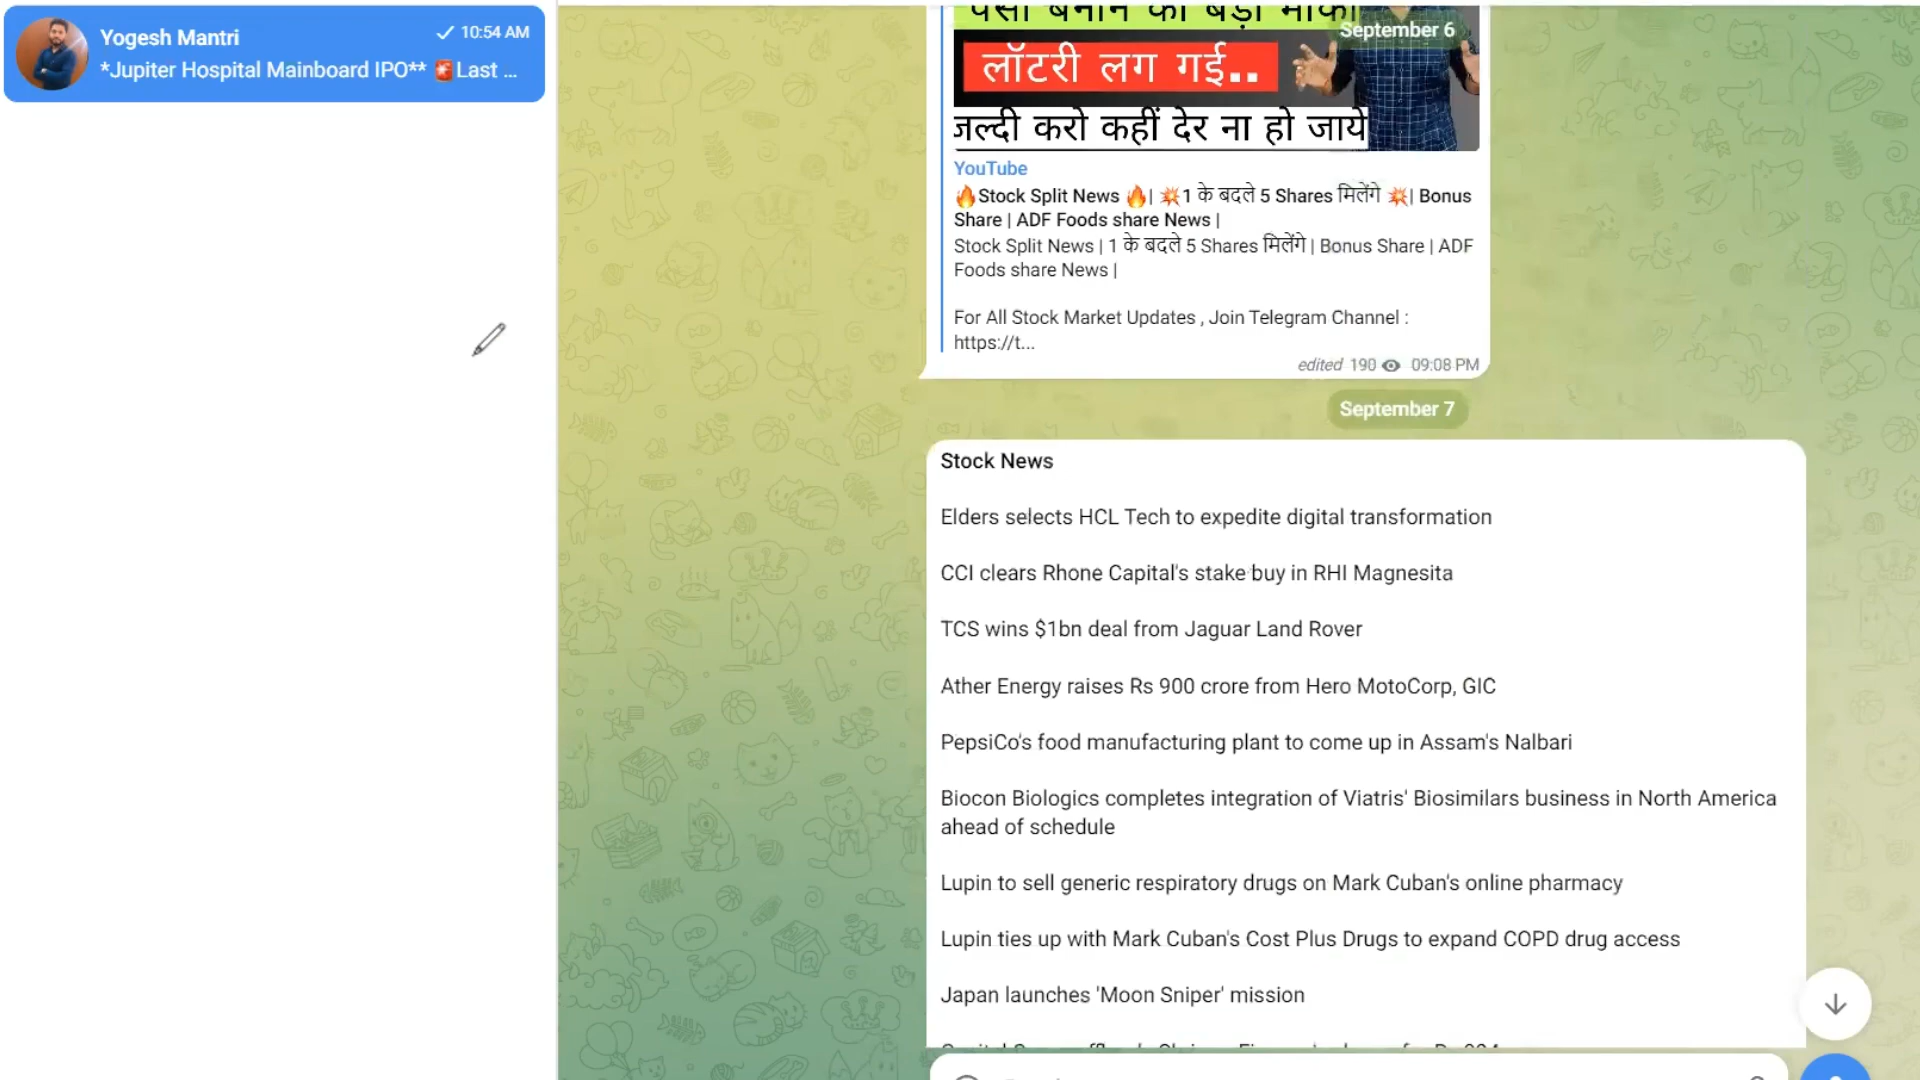 Yogesh Mantri
10:54 AM
*Jupiter Hospital Mainboard IPO** 🚨Last ...
पैसा बनाने का बड़ा मौका
September 6
लॉटरी लग गई..
जल्दी करो कहीं देर ना हो जाये
YouTube
🔥Stock Split News 🔥| 💥1 के बदले 5 Shares मिलेंगे 💥| Bonus
Share | ADF Foods share News |
Stock Split News | 1 के बदले 5 Shares मिलेंगे | Bonus Share | ADF
Foods share News |
For All Stock Market Updates , Join Telegram Channel :
https://t...
edited 190 09:08 PM
September 7
Stock News
Elders selects HCL Tech to expedite digital transformation
CCI clears Rhone Capital's stake buy in RHI Magnesita
TCS wins $1bn deal from Jaguar Land Rover
Ather Energy raises Rs 900 crore from Hero MotoCorp, GIC
PepsiCo's food manufacturing plant to come up in Assam's Nalbari
Biocon Biologics completes integration of Viatris' Biosimilars business in North America
ahead of schedule
Lupin to sell generic respiratory drugs on Mark Cuban's online pharmacy
Lupin ties up with Mark Cuban's Cost Plus Drugs to expand COPD drug access
Japan launches 'Moon Sniper' mission